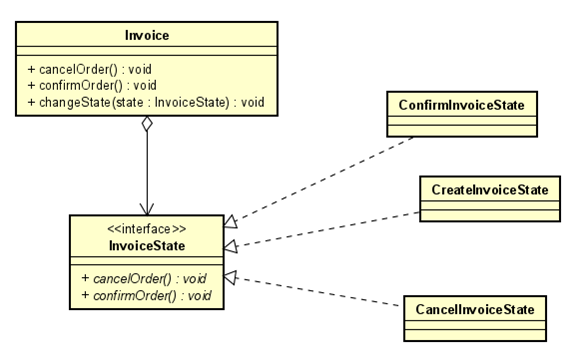 Invoice
+ cancelOrder() : void
+ confirmOrder() : void
+ changeState(state : InvoiceState) : void
ConfirmInvoiceState
CreateInvoiceState
<<interface>>
InvoiceState
+ cancelOrder() : void
+ confirmOrder() : void
CancelInvoiceState